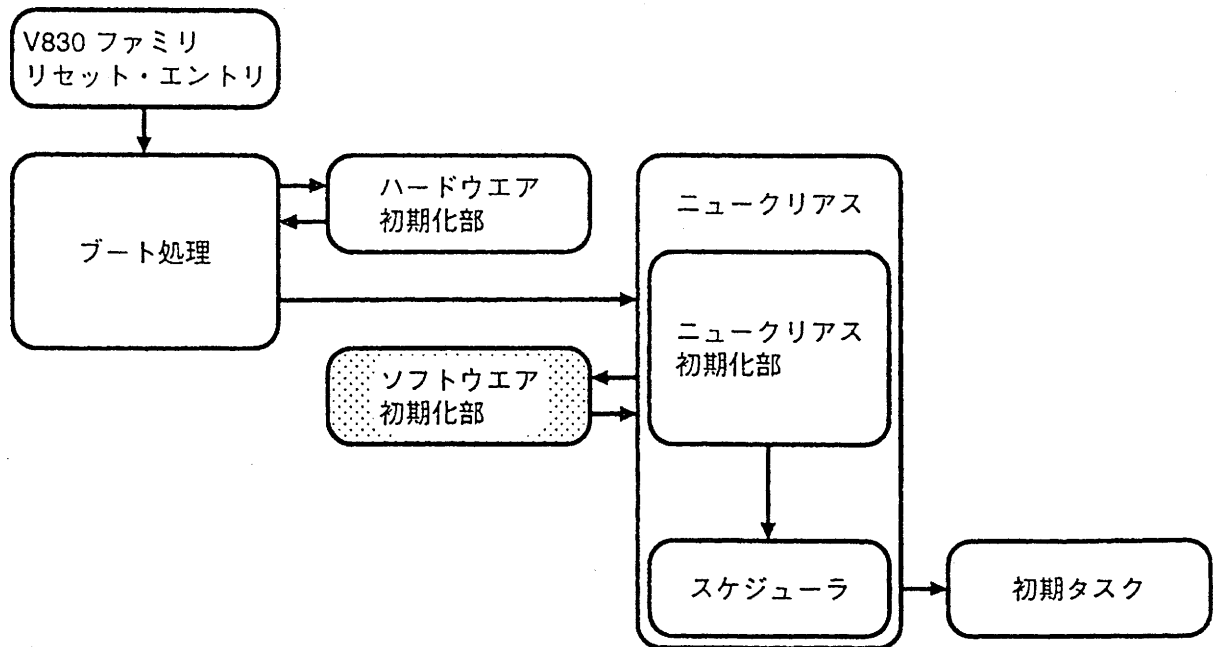 V830 ファミリ
リセット・エントリ
ブート処理
ハードウエア
初期化部
ニュークリアス
ニュークリアス
初期化部
ソフトウエア
初期化部
スケジューラ
初期タスク